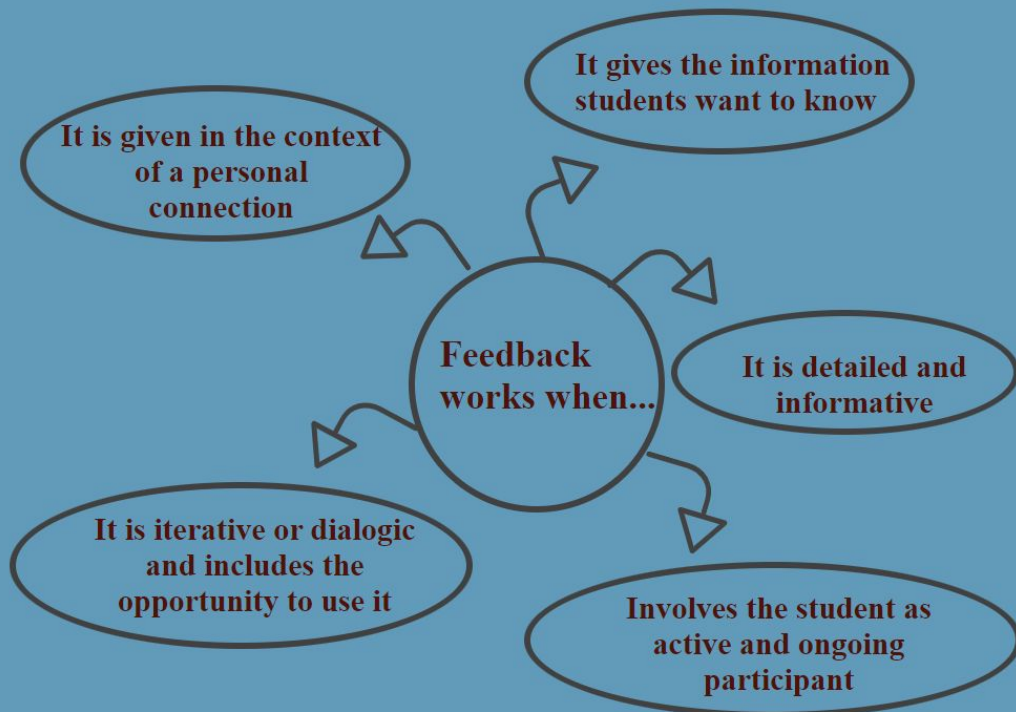 It gives the information
students want to know
It is given in the context
of a personal
connection
Feedback
works when...
It is detailed and
informative
It is iterative or dialogic
and includes the
opportunity to use it
Involves the student as
active and ongoing
participant